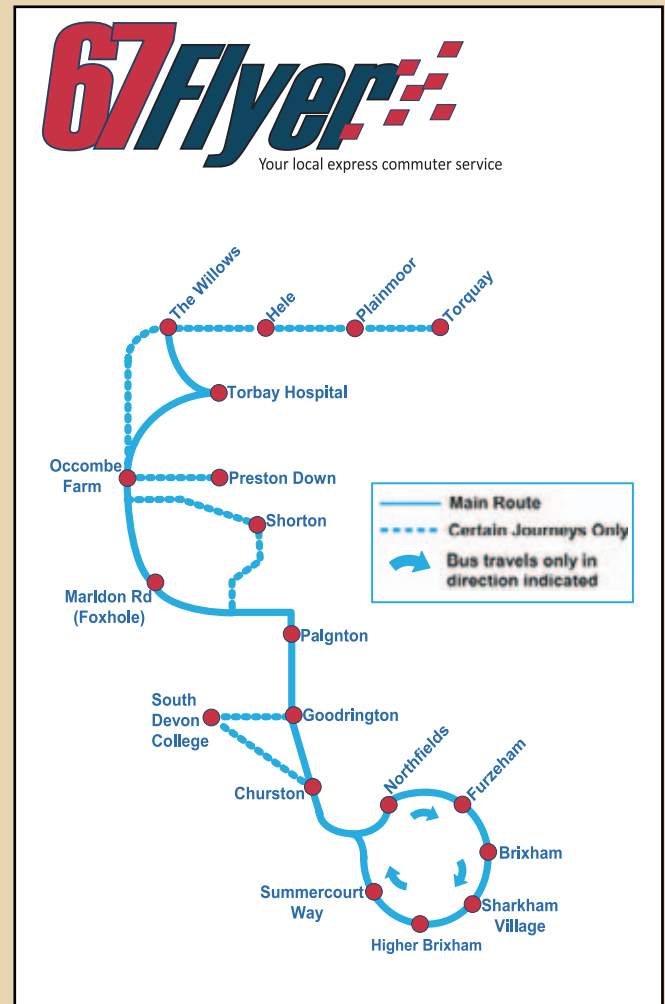 67Flyer
Your local express commuter service
The Willows
Hele
Plainmoor
Torquay
Torbay Hospital
Occombe
Farm
Preston Down
Shorton
Main Route
Certain Journeys Only
Bus travels only in
direction indicated
Marldon Rd
(Foxhole)
Palgnton
South
Devon
College
Goodrington
Churston
Northfields
Furzeham
Brixham
Summercourt
Way
Sharkham
Village
Higher Brixham